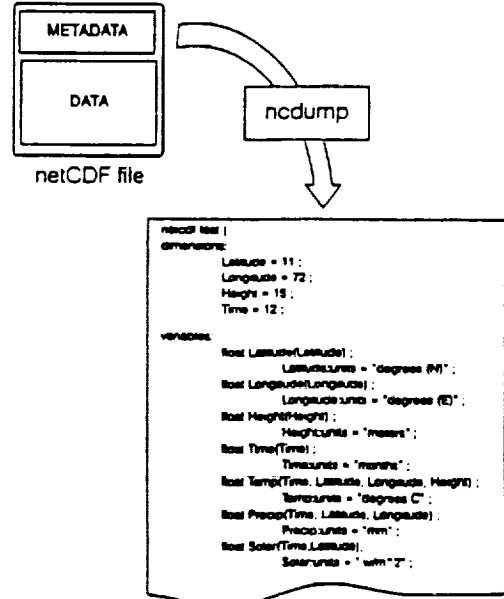 METADATA
DATA
netCDF file
ncdump
netcdf test {
dimensions:
Latitude = 11 ;
Longitude = 72 ;
Height = 15 ;
Time = 12 ;
variables:
float Latitude(Latitude) ;
Latitude:units = "degrees (N)" ;
float Longitude(Longitude) ;
Longitude:units = "degrees (E)" ;
float Height(Height) ;
Height:units = "meters" ;
float Time(Time) ;
Time:units = "months" ;
float Temp(Time, Latitude, Longitude, Height) ;
Temp:units = "degrees C" ;
float Precip(Time, Latitude, Longitude) ;
Precip:units = "mm" ;
float Solar(Time,Latitude);
Solar:units = " w/m^2" ;